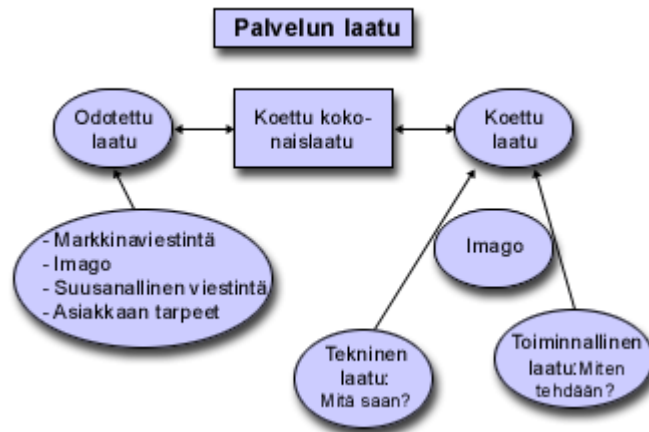 Palvelun laatu
Odotettu
laatu
Koettu koko-
naislaatu
Koettu
laatu
- Markkinaviestintä
- Imago
- Suusanallinen viestintä
- Asiakkaan tarpeet
Imago
Tekninen
laatu:
Mitä saan?
Toiminnallinen
laatu:Miten
tehdään?